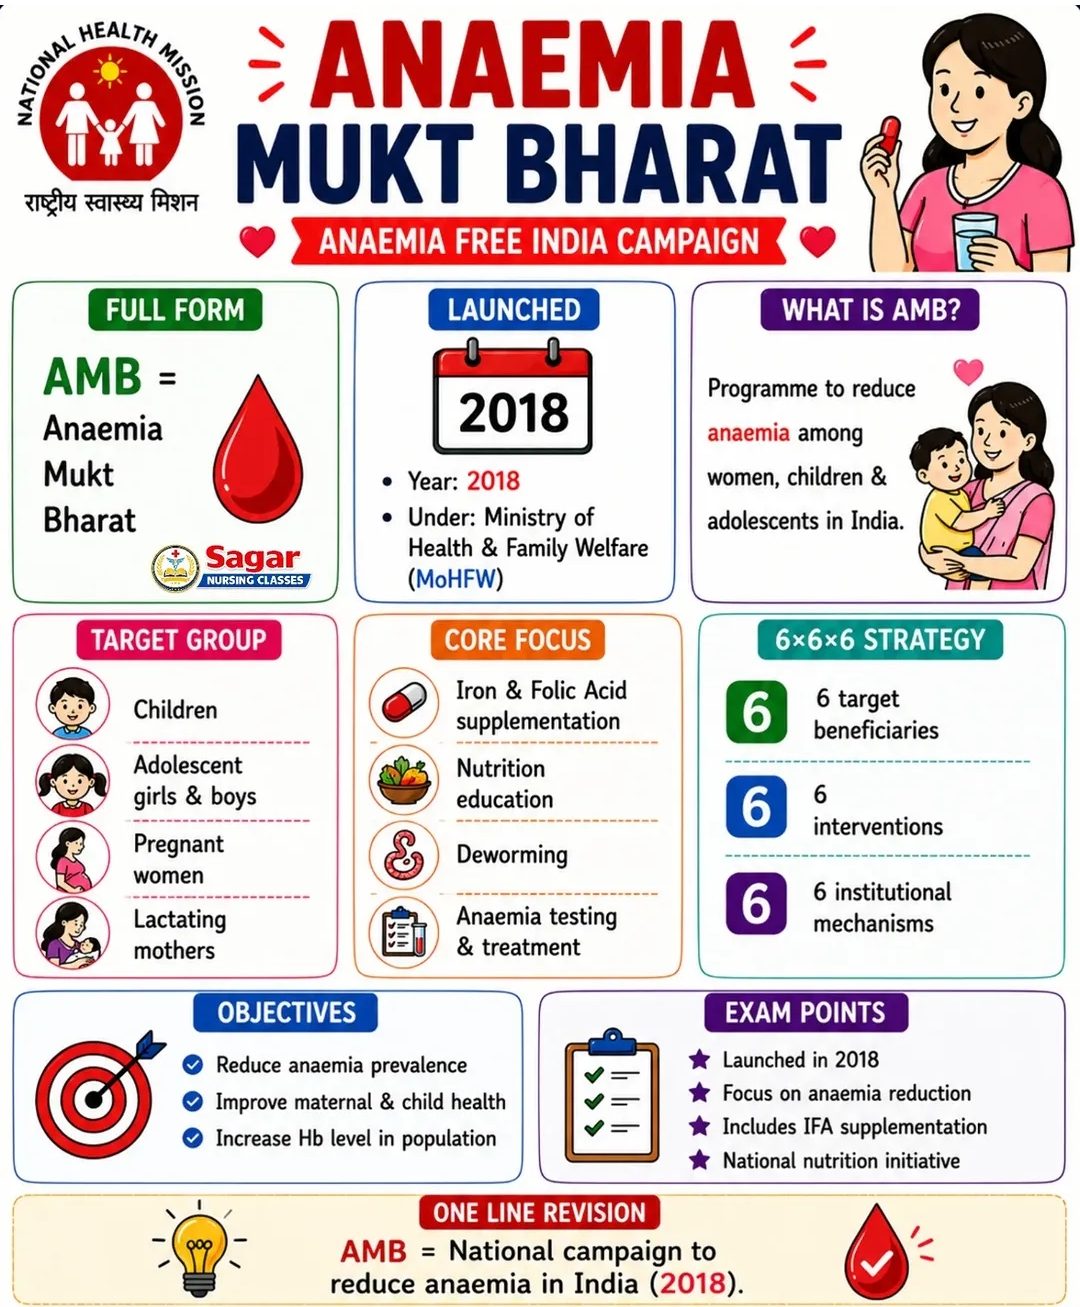 NATIONAL HEALTH MISSION
राष्ट्रीय स्वास्थ्य मिशन
ANAEMIA
MUKT BHARAT
ANAEMIA FREE INDIA CAMPAIGN
FULL FORM
AMB =
Anaemia
Mukt
Bharat
Sagar
NURSING CLASSES
LAUNCHED
2018
• Year: 2018
• Under: Ministry of
Health & Family Welfare
(MoHFW)
WHAT IS AMB?
Programme to reduce
anaemia among
women, children &
adolescents in India.
TARGET GROUP
Children
Adolescent
girls & boys
Pregnant
women
Lactating
mothers
CORE FOCUS
Iron & Folic Acid
supplementation
Nutrition
education
Deworming
Anaemia testing
& treatment
6×6×6 STRATEGY
6
6 target
beneficiaries
6
6
interventions
6
6 institutional
mechanisms
OBJECTIVES
Reduce anaemia prevalence
Improve maternal & child health
Increase Hb level in population
EXAM POINTS
Launched in 2018
Focus on anaemia reduction
Includes IFA supplementation
National nutrition initiative
ONE LINE REVISION
AMB = National campaign to
reduce anaemia in India (2018).